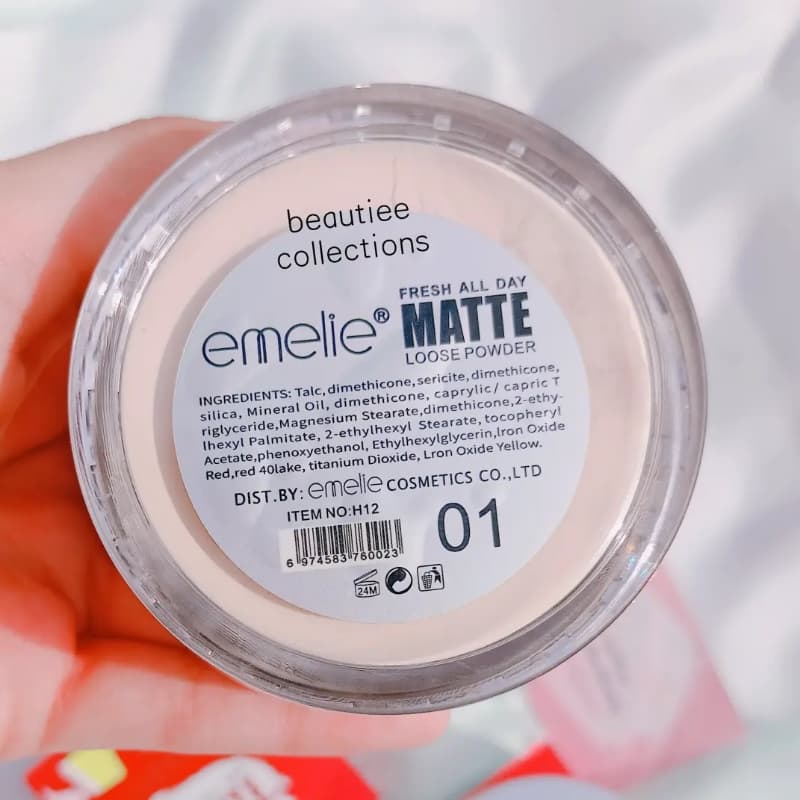 beautiee
collections
emelie® FRESH ALL DAY
MATTE
LOOSE POWDER
INGREDIENTS: Talc,dimethicone,sericite,dimethicone,
silica, Mineral Oil, dimethicone, caprylic/ capric T
riglyceride,Magnesium Stearate,dimethicone,2-ethy-
lhexyl Palmitate, 2-ethylhexyl Stearate, tocopheryl
Acetate,phenoxyethanol, Ethylhexylglycerin,lron Oxide
Red,red 40lake, titanium Dioxide, Lron Oxide Yellow.
DIST.BY: emelie COSMETICS CO.,LTD
ITEM NO:H12
01
6 974583 760023
24M